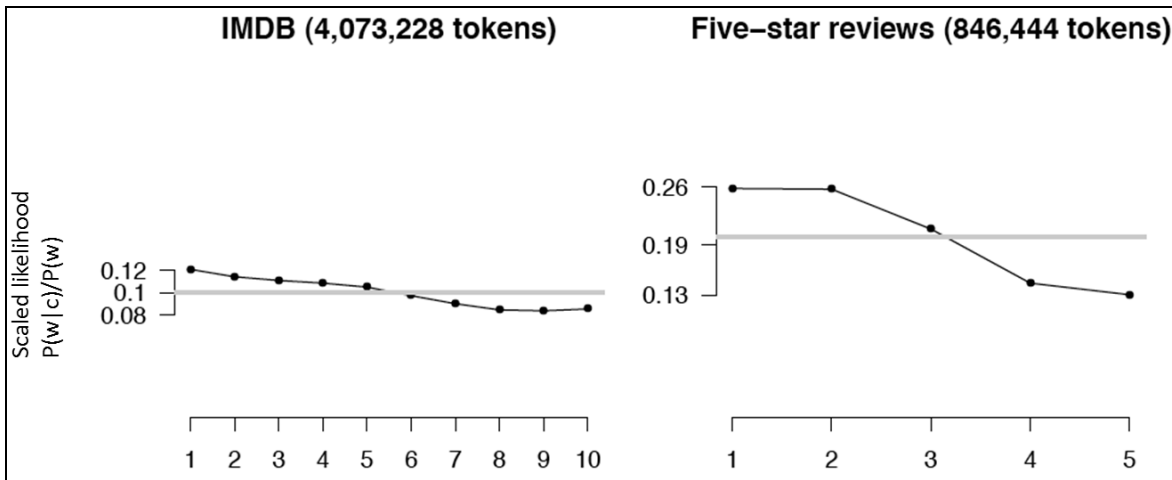 IMDB (4,073,228 tokens)
Five−star reviews (846,444 tokens)
Scaled likelihood
P(w|c)/P(w)
0.12
0.1
0.08
1 2 3 4 5 6 7 8 9 10
0.26
0.19
0.13
1 2 3 4 5